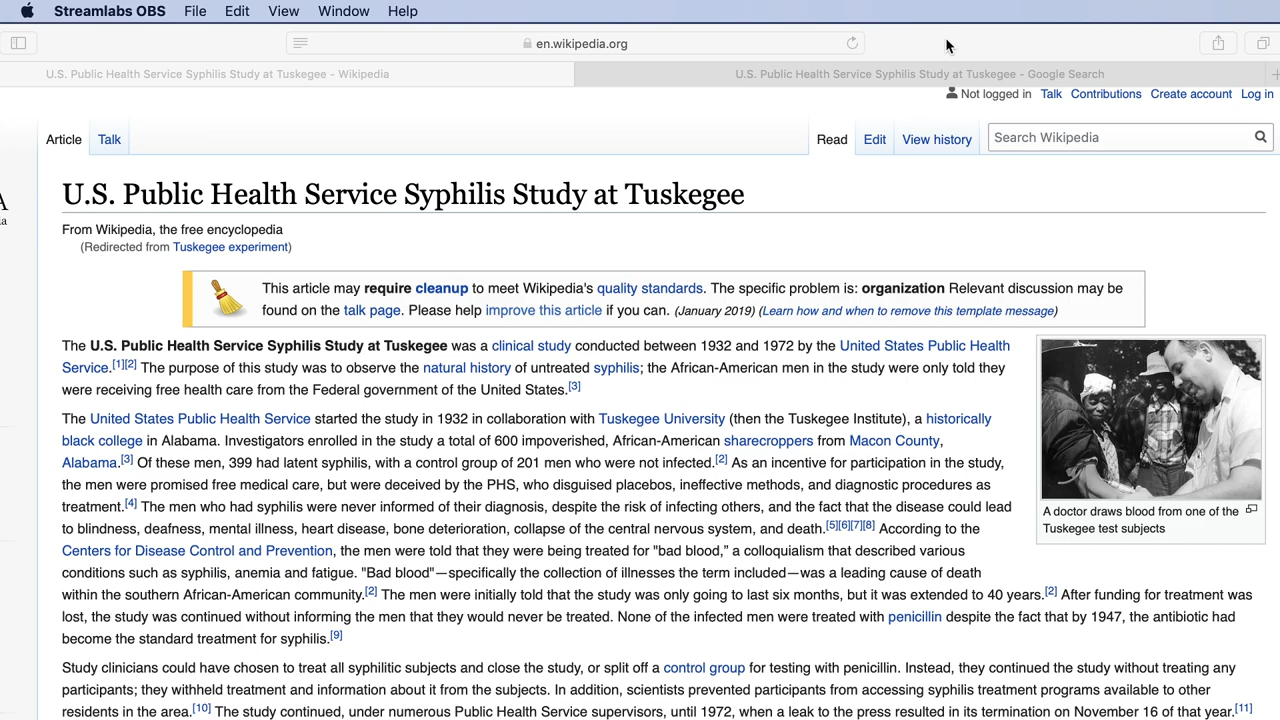 Streamlabs OBS File Edit View Window Help
en.wikipedia.org
U.S. Public Health Service Syphilis Study at Tuskegee - Wikipedia
U.S. Public Health Service Syphilis Study at Tuskegee - Google Search
Not logged in Talk Contributions Create account Log in
Article Talk Read Edit View history Search Wikipedia
A
ia
U.S. Public Health Service Syphilis Study at Tuskegee
From Wikipedia, the free encyclopedia
(Redirected from Tuskegee experiment)
This article may require cleanup to meet Wikipedia's quality standards. The specific problem is: organization Relevant discussion may be
found on the talk page. Please help improve this article if you can. (January 2019) (Learn how and when to remove this template message)
The U.S. Public Health Service Syphilis Study at Tuskegee was a clinical study conducted between 1932 and 1972 by the United States Public Health
Service.[1][2] The purpose of this study was to observe the natural history of untreated syphilis; the African-American men in the study were only told they
were receiving free health care from the Federal government of the United States.[3]
The United States Public Health Service started the study in 1932 in collaboration with Tuskegee University (then the Tuskegee Institute), a historically
black college in Alabama. Investigators enrolled in the study a total of 600 impoverished, African-American sharecroppers from Macon County,
Alabama.[3] Of these men, 399 had latent syphilis, with a control group of 201 men who were not infected.[2] As an incentive for participation in the study,
the men were promised free medical care, but were deceived by the PHS, who disguised placebos, ineffective methods, and diagnostic procedures as
treatment.[4] The men who had syphilis were never informed of their diagnosis, despite the risk of infecting others, and the fact that the disease could lead
to blindness, deafness, mental illness, heart disease, bone deterioration, collapse of the central nervous system, and death.[5][6][7][8] According to the
Centers for Disease Control and Prevention, the men were told that they were being treated for "bad blood,” a colloquialism that described various
conditions such as syphilis, anemia and fatigue. "Bad blood"—specifically the collection of illnesses the term included—was a leading cause of death
within the southern African-American community.[2] The men were initially told that the study was only going to last six months, but it was extended to 40 years.[2] After funding for treatment was
lost, the study was continued without informing the men that they would never be treated. None of the infected men were treated with penicillin despite the fact that by 1947, the antibiotic had
become the standard treatment for syphilis.[9]
A doctor draws blood from one of the
Tuskegee test subjects
Study clinicians could have chosen to treat all syphilitic subjects and close the study, or split off a control group for testing with penicillin. Instead, they continued the study without treating any
participants; they withheld treatment and information about it from the subjects. In addition, scientists prevented participants from accessing syphilis treatment programs available to other
residents in the area.[10] The study continued, under numerous Public Health Service supervisors, until 1972, when a leak to the press resulted in its termination on November 16 of that year.[11]